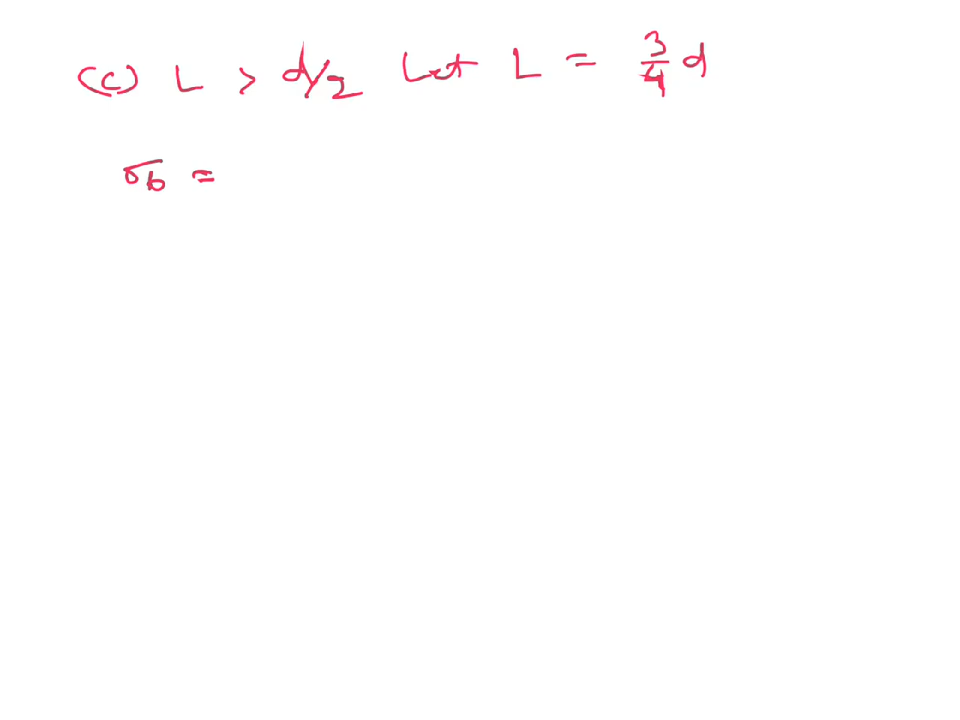 (c) L > d/2 Let L = 3/4 d
σb =